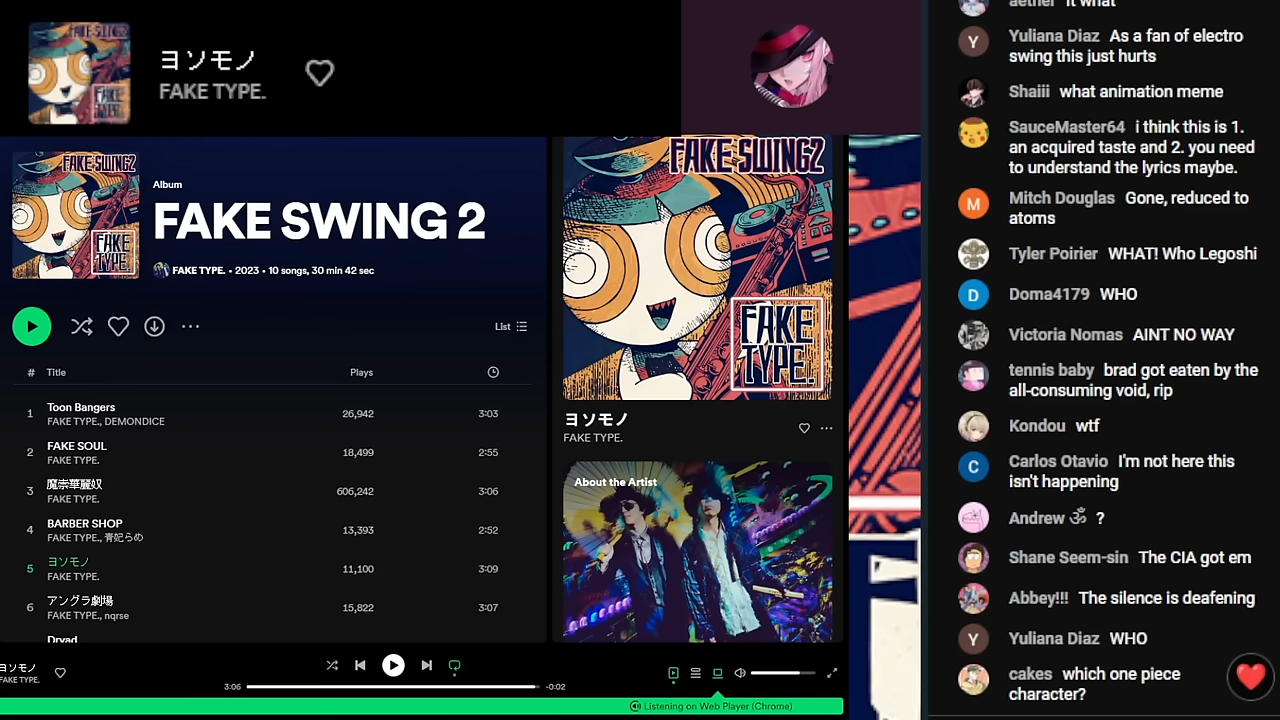 ヨソモノ
FAKE TYPE.
FAKE SWING2
FAKE
TYPE.
Album
FAKE SWING 2
FAKE TYPE. • 2023 • 10 songs, 30 min 42 sec
List
# Title Plays
1 Toon Bangers 26,942 3:03
FAKE TYPE., DEMONDICE
2 FAKE SOUL 18,499 2:55
FAKE TYPE.
3 魔崇華麗奴 606,242 3:06
FAKE TYPE.
4 BARBER SHOP 13,393 2:52
FAKE TYPE., 青妃らめ
5 ヨソモノ 11,100 3:09
FAKE TYPE.
6 アングラ劇場 15,822 3:07
FAKE TYPE., nqrse
Dryad
FAKE SWING2
FAKE
TYPE.
ヨソモノ
FAKE TYPE.
About the Artist
ヨソモノ
FAKE TYPE.
3:06 -0:02
Listening on Web Player (Chrome)
aether it what
Yuliana Diaz As a fan of electro
swing this just hurts
Shaiii what animation meme
SauceMaster64 i think this is 1.
an acquired taste and 2. you need
to understand the lyrics maybe.
Mitch Douglas Gone, reduced to
atoms
Tyler Poirier WHAT! Who Legoshi
Doma4179 WHO
Victoria Nomas AINT NO WAY
tennis baby brad got eaten by the
all-consuming void, rip
Kondou wtf
Carlos Otavio I'm not here this
isn't happening
Andrew ॐ ?
Shane Seem-sin The CIA got em
Abbey!!! The silence is deafening
Yuliana Diaz WHO
cakes which one piece
character?